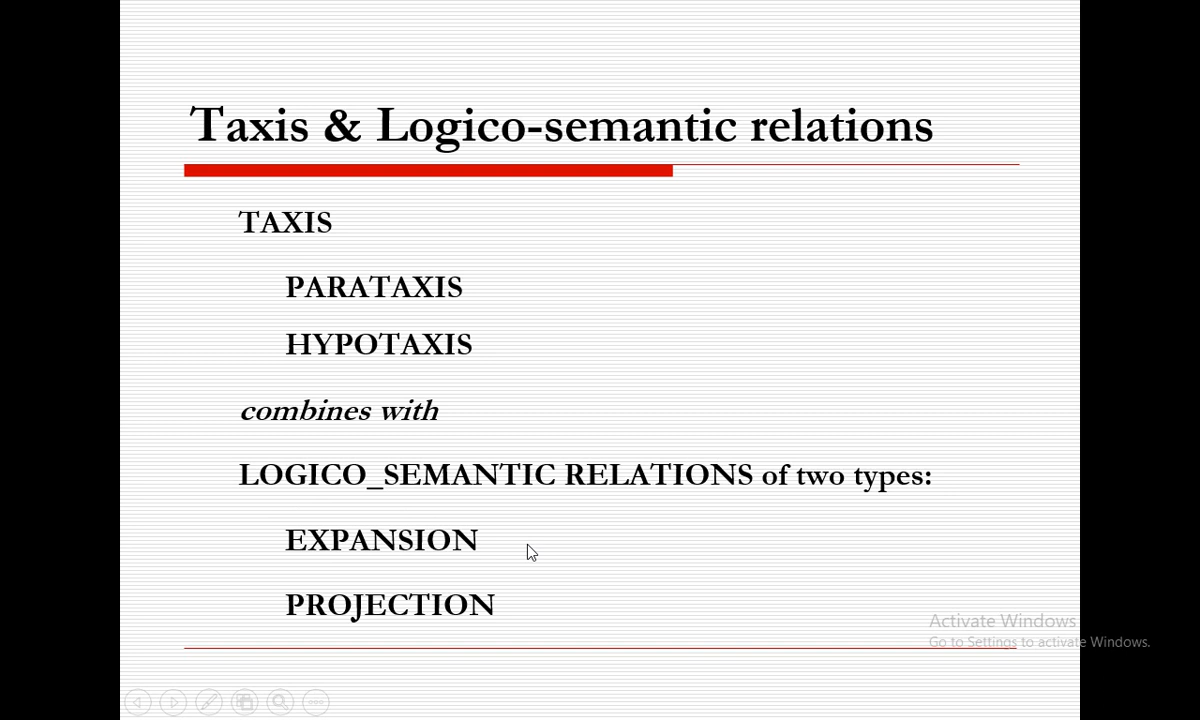 Taxis & Logico-semantic relations
TAXIS
PARATAXIS
HYPOTAXIS
combines with
LOGICO_SEMANTIC RELATIONS of two types:
EXPANSION
PROJECTION
Activate Windows
Go to Settings to activate Windows.